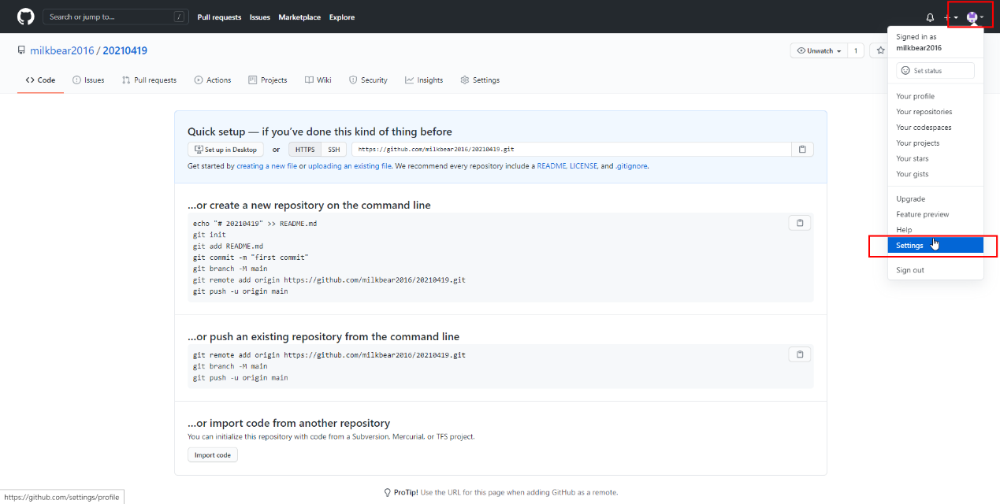 Search or jump to... /
Pull requests Issues Marketplace Explore
milkbear2016 / 20210419
Unwatch 1
Code Issues Pull requests Actions Projects Wiki Security Insights Settings
Signed in as
milkbear2016
Set status
Your profile
Your repositories
Your codespaces
Your projects
Your stars
Your gists
Upgrade
Feature preview
Help
Settings
Sign out
Quick setup — if you’ve done this kind of thing before
Set up in Desktop or HTTPS SSH https://github.com/milkbear2016/20210419.git
Get started by creating a new file or uploading an existing file. We recommend every repository include a README, LICENSE, and .gitignore.
…or create a new repository on the command line
echo "# 20210419" >> README.md
git init
git add README.md
git commit -m "first commit"
git branch -M main
git remote add origin https://github.com/milkbear2016/20210419.git
git push -u origin main
…or push an existing repository from the command line
git remote add origin https://github.com/milkbear2016/20210419.git
git branch -M main
git push -u origin main
…or import code from another repository
You can initialize this repository with code from a Subversion, Mercurial, or TFS project.
Import code
ProTip! Use the URL for this page when adding GitHub as a remote.
https://github.com/settings/profile